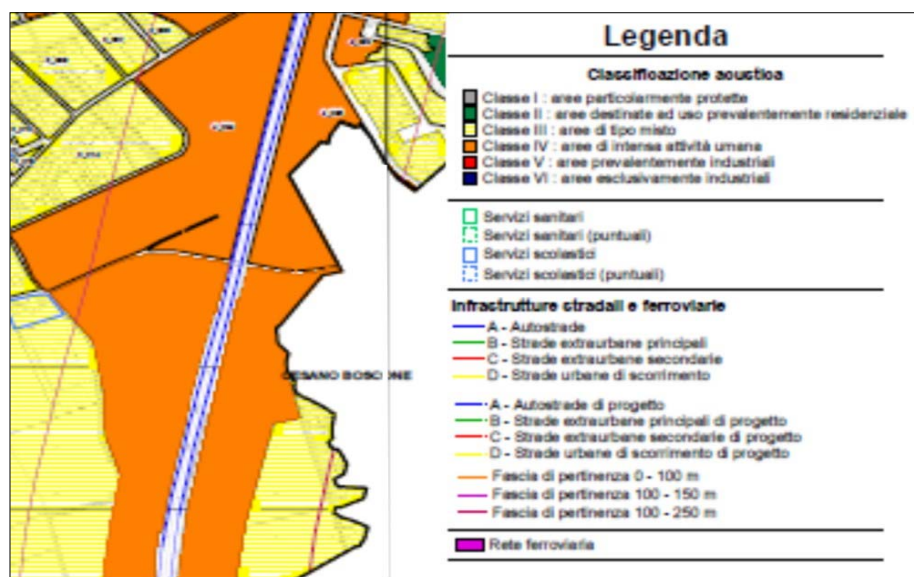 Legenda
Classificazione acustica
Classe I : aree particolarmente protette
Classe II : aree destinate ad uso prevalentemente residenziale
Classe III : aree di tipo misto
Classe IV : aree di intensa attività umana
Classe V : aree prevalentemente industriali
Classe VI : aree esclusivamente industriali
Servizi sanitari
Servizi sanitari (puntuali)
Servizi scolastici
Servizi scolastici (puntuali)
Infrastrutture stradali e ferroviarie
A - Autostrade
B - Strade extraurbane principali
C - Strade extraurbane secondarie
D - Strade urbane di scorrimento
A - Autostrade di progetto
B - Strade extraurbane principali di progetto
C - Strade extraurbane secondarie di progetto
D - Strade urbane di scorrimento di progetto
Fascia di pertinenza 0 - 100 m
Fascia di pertinenza 100 - 150 m
Fascia di pertinenza 100 - 250 m
Rete ferroviaria
CESANO BOSCONE